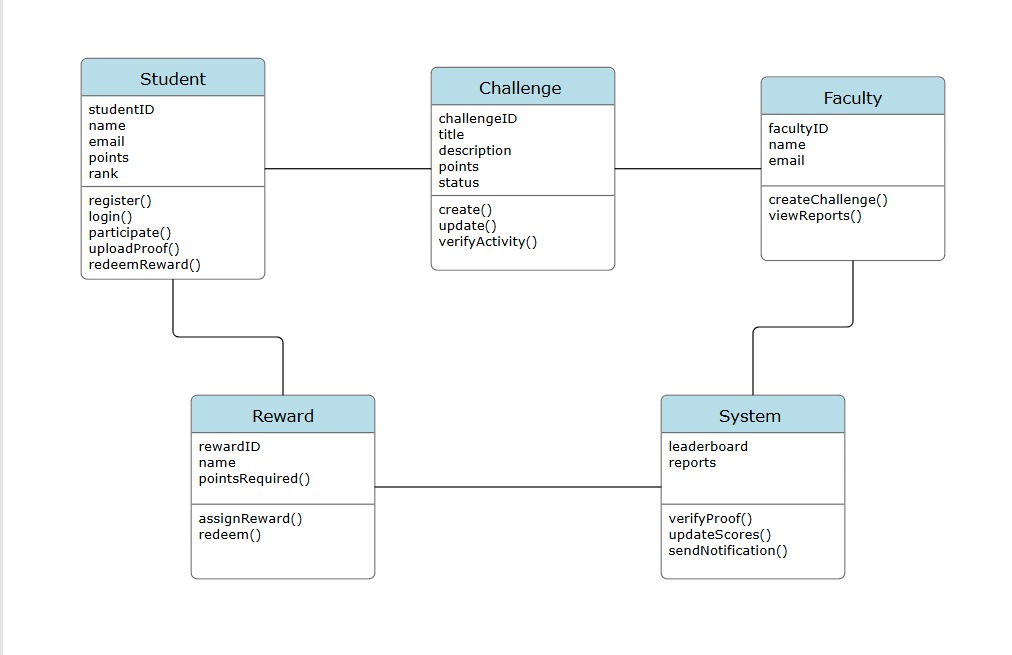 Student
studentID
name
email
points
rank
register()
login()
participate()
uploadProof()
redeemReward()
Challenge
challengeID
title
description
points
status
create()
update()
verifyActivity()
Faculty
facultyID
name
email
createChallenge()
viewReports()
Reward
rewardID
name
pointsRequired()
assignReward()
redeem()
System
leaderboard
reports
verifyProof()
updateScores()
sendNotification()